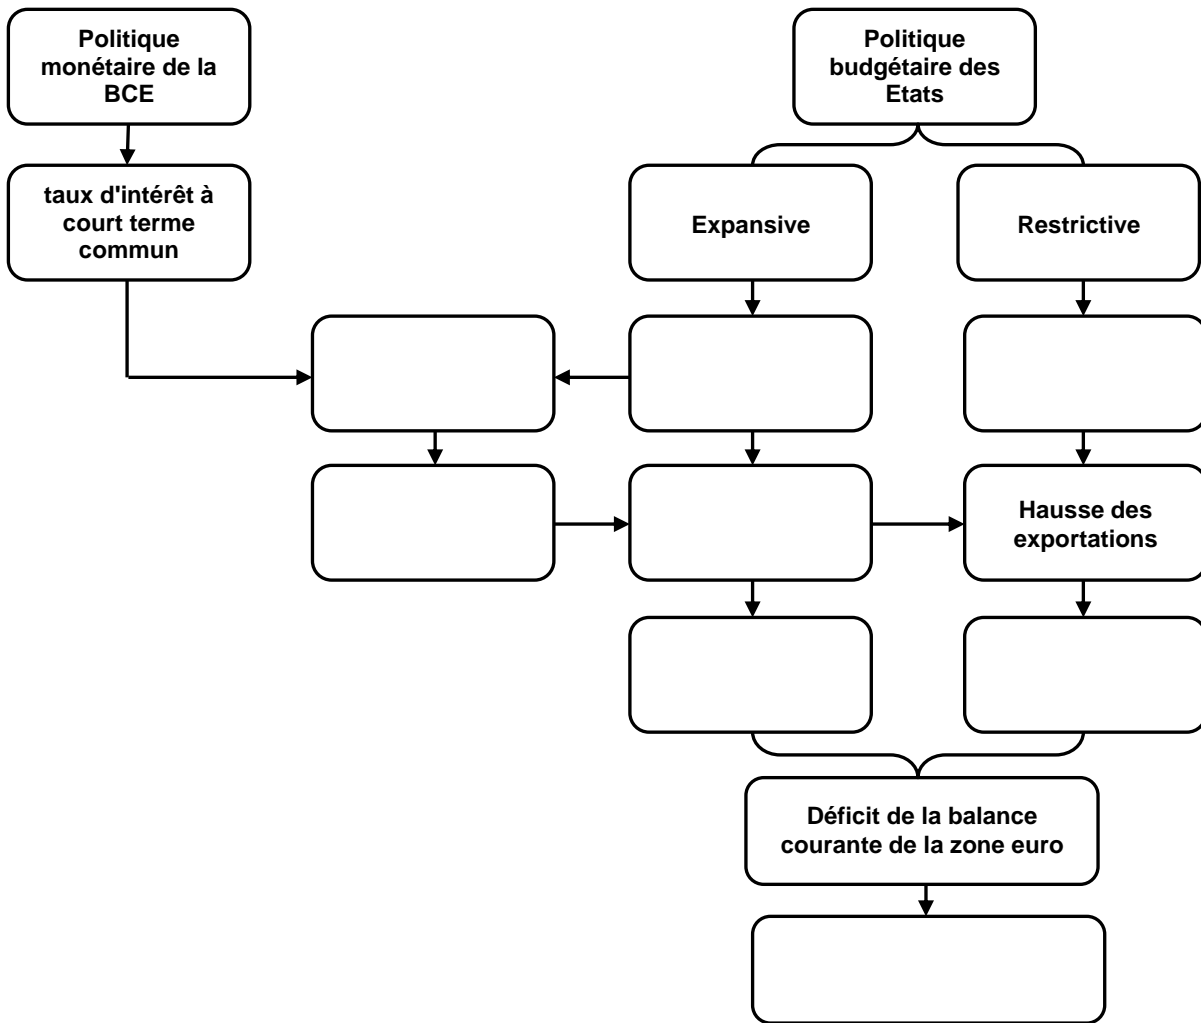 Politique
monétaire de la
BCE
Politique
budgétaire des
Etats
taux d'intérêt à
court terme
commun
Expansive
Restrictive
Hausse des
exportations
Déficit de la balance
courante de la zone euro